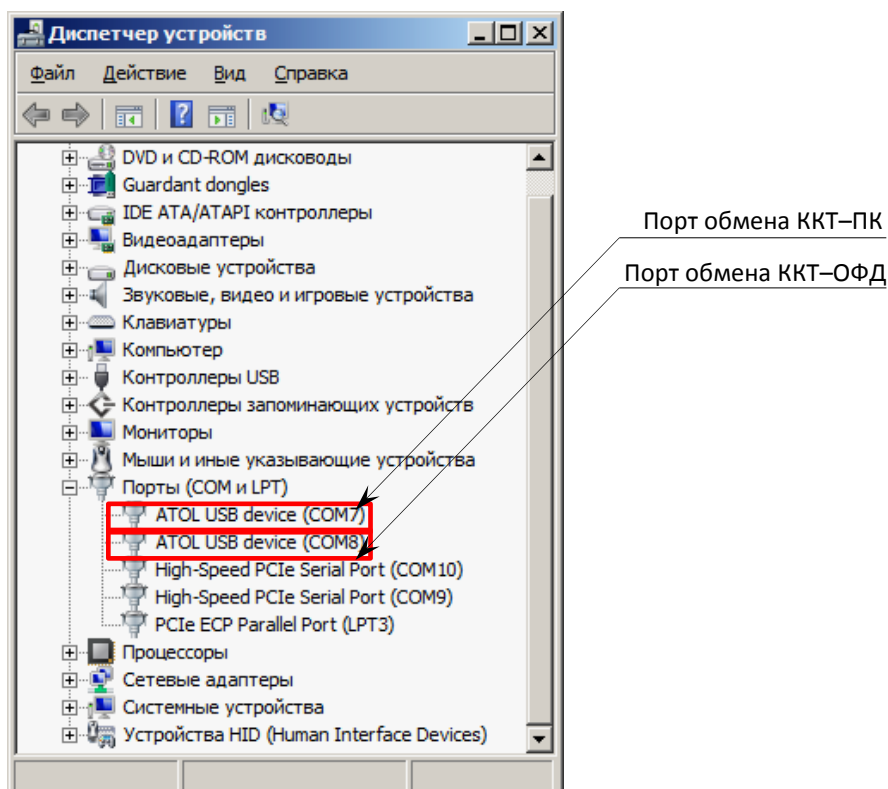 Диспетчер устройств
Файл Действие Вид Справка
DVD и CD-ROM дисководы
Guardant dongles
IDE ATA/ATAPI контроллеры
Видеоадаптеры
Дисковые устройства
Звуковые, видео и игровые устройства
Клавиатуры
Компьютер
Контроллеры USB
Контроллеры запоминающих устройств
Мониторы
Мыши и иные указывающие устройства
Порты (COM и LPT)
ATOL USB device (COM7)
ATOL USB device (COM8)
High-Speed PCIe Serial Port (COM10)
High-Speed PCIe Serial Port (COM9)
PCIe ECP Parallel Port (LPT3)
Процессоры
Сетевые адаптеры
Системные устройства
Устройства HID (Human Interface Devices)
Порт обмена ККТ–ПК
Порт обмена ККТ–ОФД